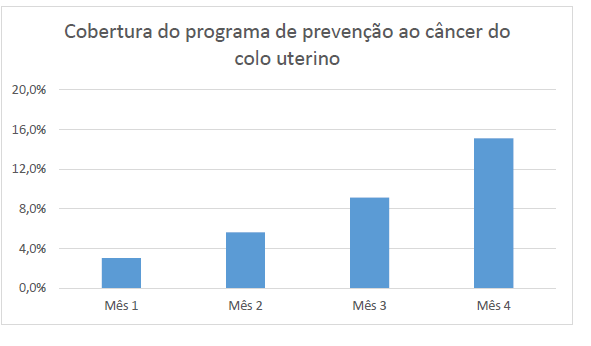 Cobertura do programa de prevenção ao câncer do
colo uterino
20,0%
16,0%
12,0%
8,0%
4,0%
0,0%
Mês 1 Mês 2 Mês 3 Mês 4